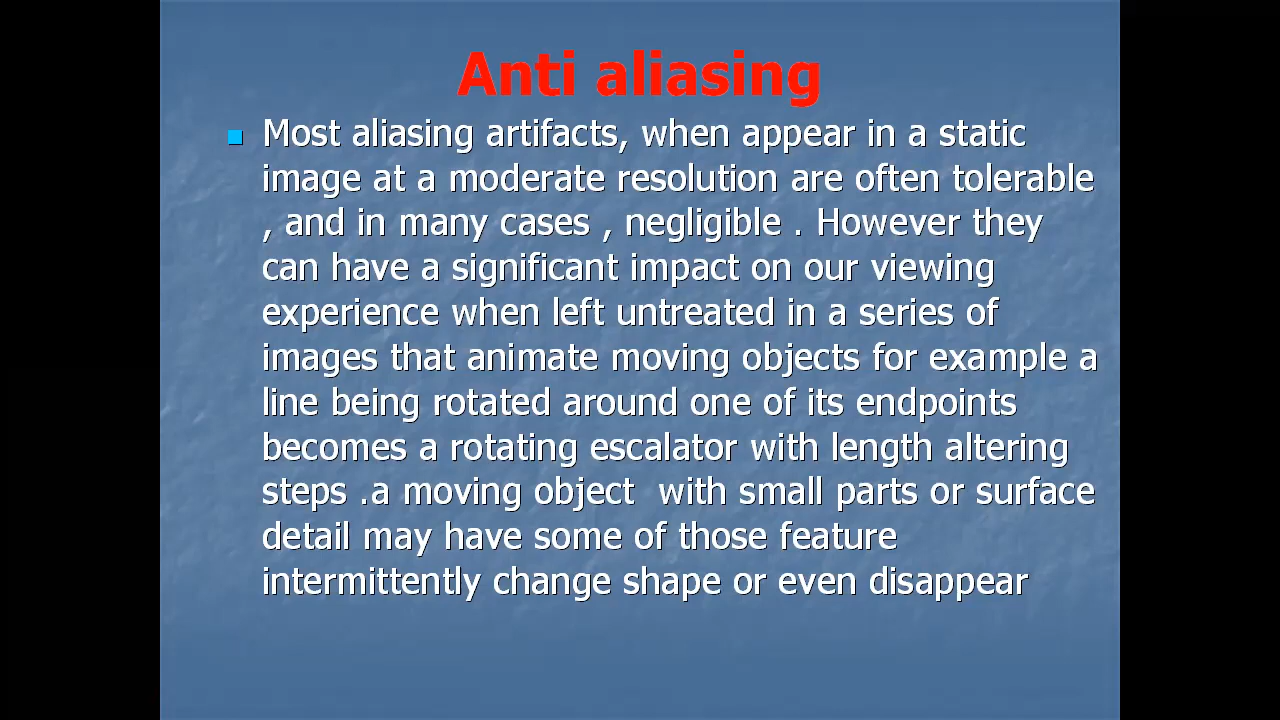 Anti aliasing
Most aliasing artifacts, when appear in a static
image at a moderate resolution are often tolerable
, and in many cases , negligible . However they
can have a significant impact on our viewing
experience when left untreated in a series of
images that animate moving objects for example a
line being rotated around one of its endpoints
becomes a rotating escalator with length altering
steps .a moving object  with small parts or surface
detail may have some of those feature
intermittently change shape or even disappear